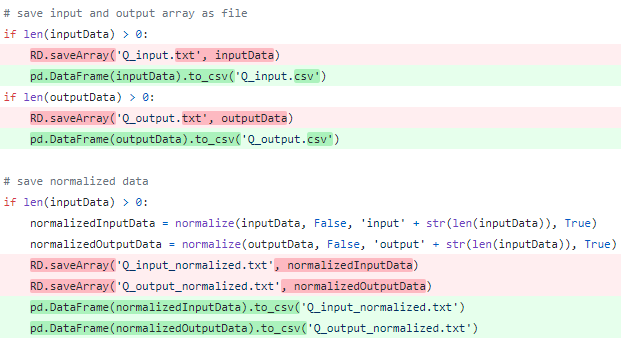 # save input and output array as file
if len(inputData) > 0:
RD.saveArray('Q_input.txt', inputData)
pd.DataFrame(inputData).to_csv('Q_input.csv')
if len(outputData) > 0:
RD.saveArray('Q_output.txt', outputData)
pd.DataFrame(outputData).to_csv('Q_output.csv')
# save normalized data
if len(inputData) > 0:
normalizedInputData = normalize(inputData, False, 'input' + str(len(inputData)), True)
normalizedOutputData = normalize(outputData, False, 'output' + str(len(inputData)), True)
RD.saveArray('Q_input_normalized.txt', normalizedInputData)
RD.saveArray('Q_output_normalized.txt', normalizedOutputData)
pd.DataFrame(normalizedInputData).to_csv('Q_input_normalized.txt')
pd.DataFrame(normalizedOutputData).to_csv('Q_output_normalized.txt')